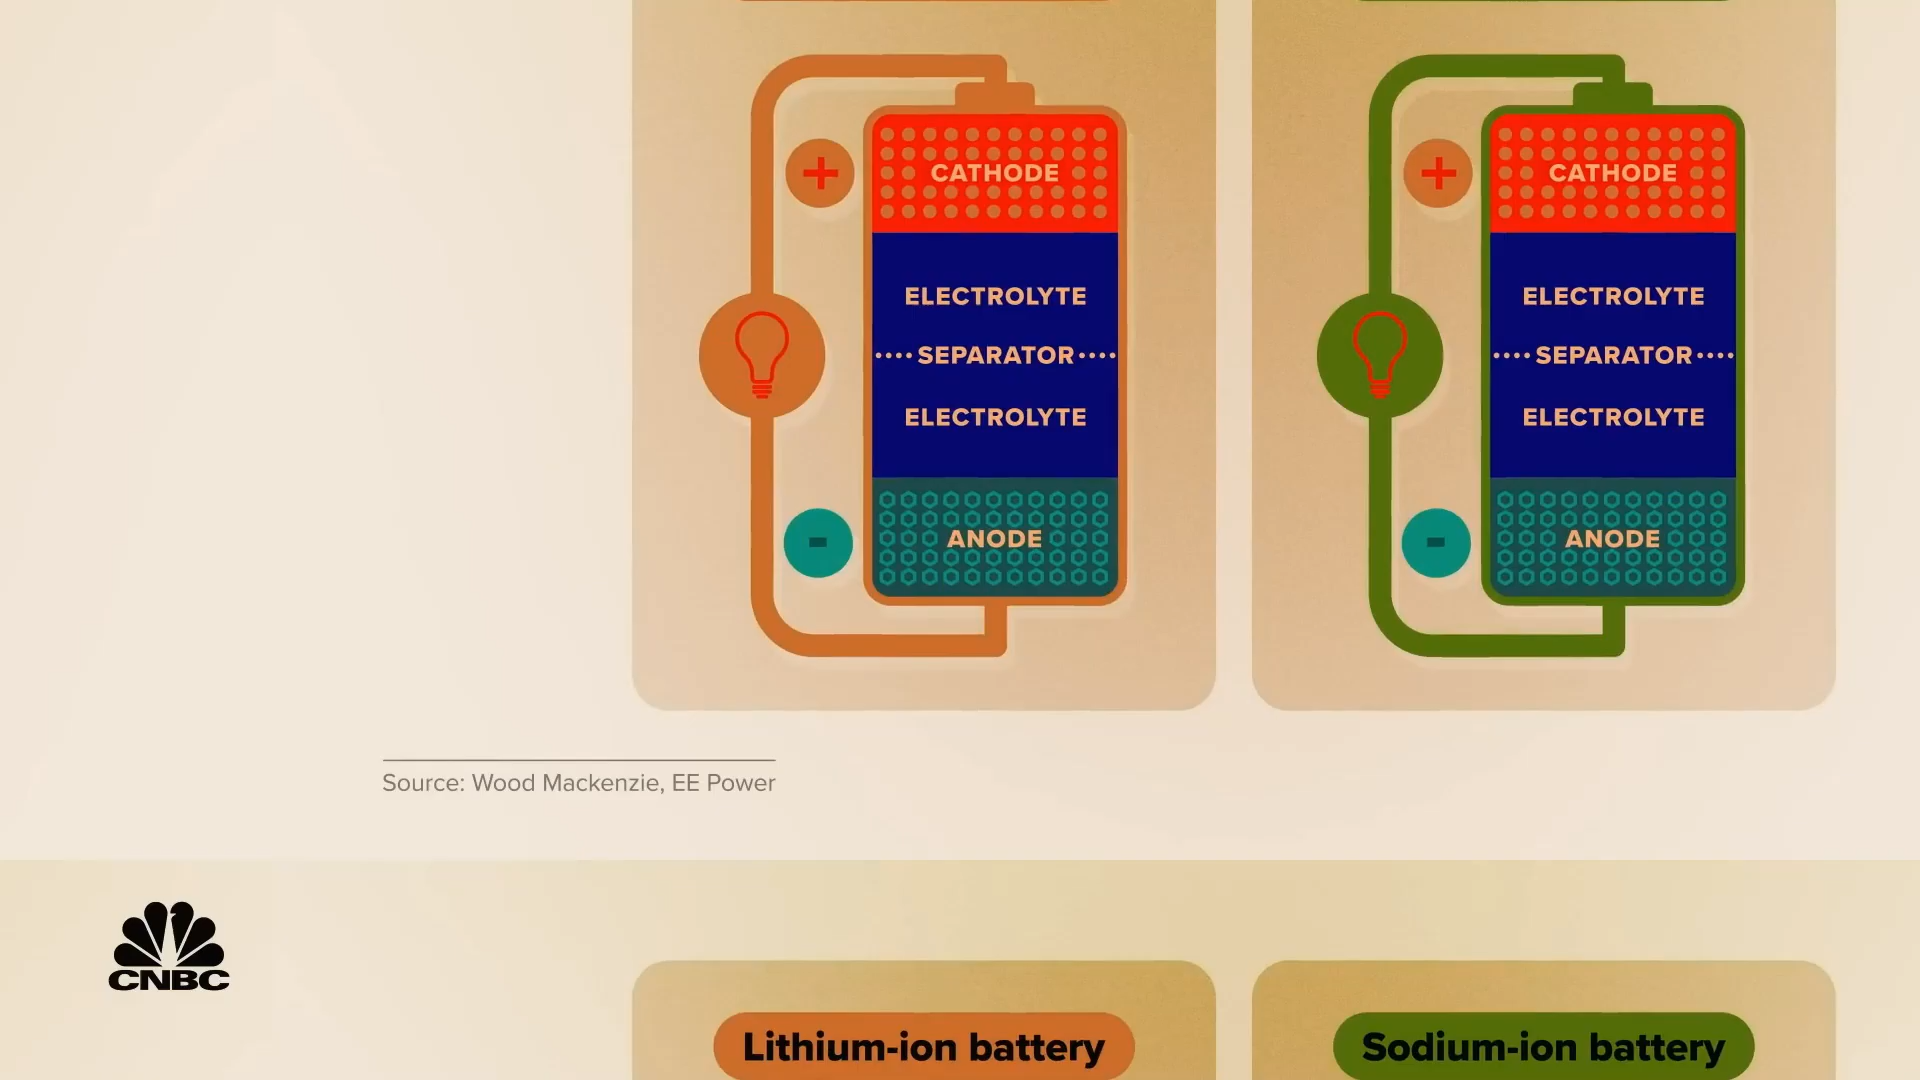 +
CATHODE
ELECTROLYTE
SEPARATOR
ELECTROLYTE
-
ANODE
+
CATHODE
ELECTROLYTE
SEPARATOR
ELECTROLYTE
-
ANODE
Source: Wood Mackenzie, EE Power
CNBC
Lithium-ion battery
Sodium-ion battery